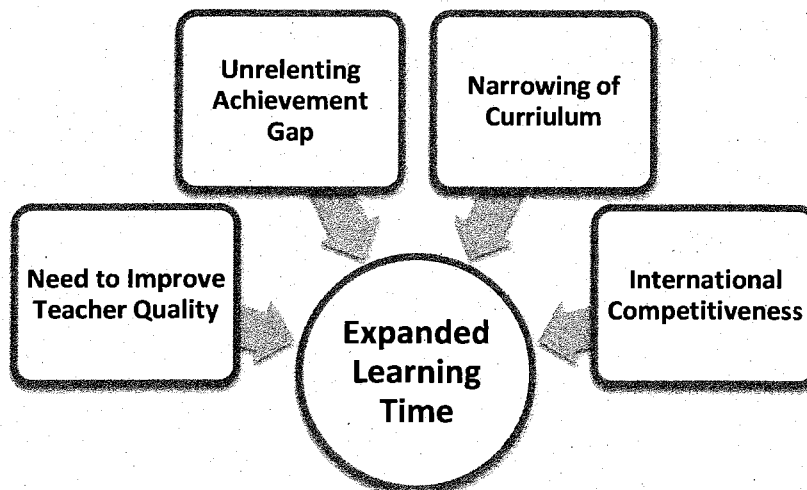 Unrelenting
Achievement
Gap
Narrowing of
Curriulum
Need to Improve
Teacher Quality
International
Competitiveness
Expanded
Learning
Time